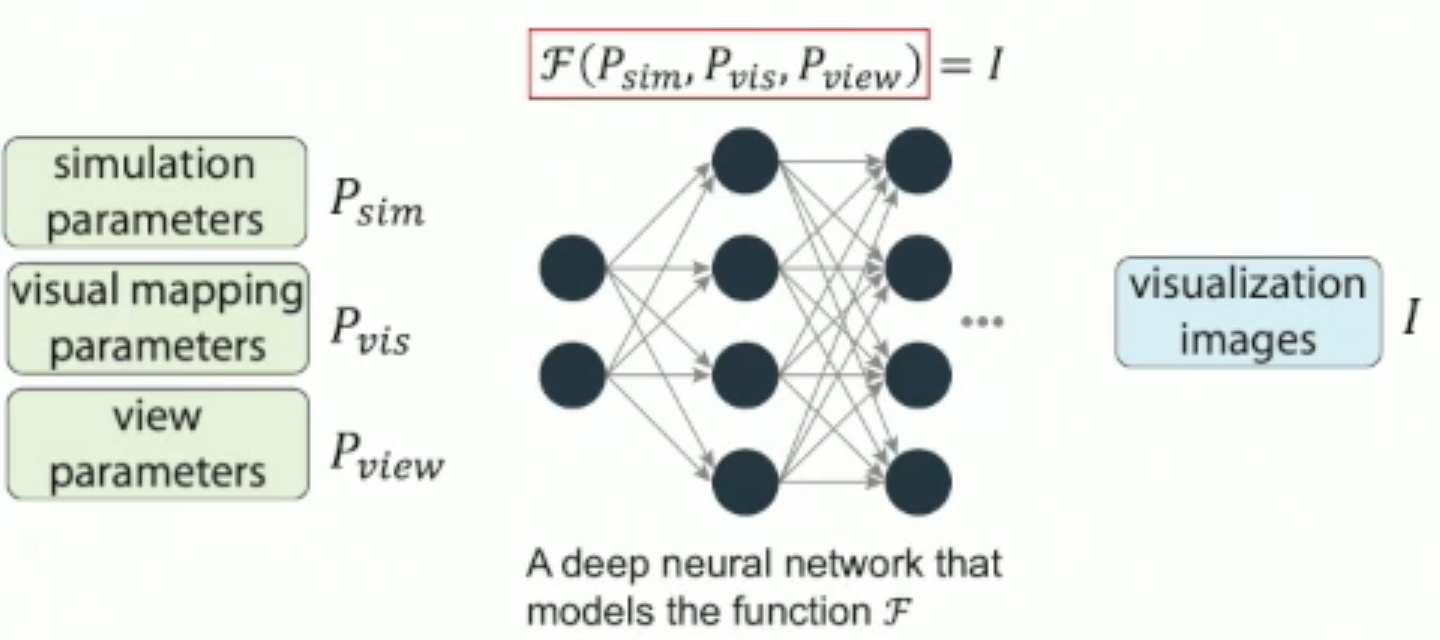 ℱ(P_sim, P_vis, P_view) = I
simulation
parameters
P_sim
visual mapping
parameters
P_vis
view
parameters
P_view
...
visualization
images
I
A deep neural network that
models the function ℱ